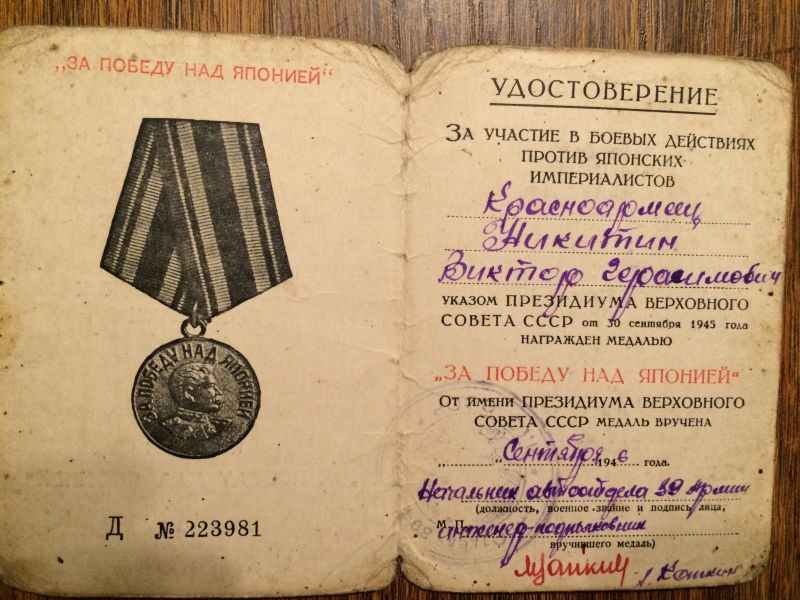 „ЗА ПОБЕДУ НАД ЯПОНИЕЙ“
ЗА ПОБЕДУ НАД ЯПОНИЕЙ
Д № 223981
УДОСТОВЕРЕНИЕ
ЗА УЧАСТИЕ В БОЕВЫХ ДЕЙСТВИЯХ
ПРОТИВ ЯПОНСКИХ
ИМПЕРИАЛИСТОВ
Красноармеец
Никитин
Виктор Герасимович
УКАЗОМ ПРЕЗИДИУМА ВЕРХОВНОГО
СОВЕТА СССР от 30 сентября 1945 года
НАГРАЖДЕН МЕДАЛЬЮ
„ЗА ПОБЕДУ НАД ЯПОНИЕЙ“
ОТ ИМЕНИ ПРЕЗИДИУМА ВЕРХОВНОГО
СОВЕТА СССР МЕДАЛЬ ВРУЧЕНА
„ “ Сентября 1946 года.
Начальник автоотдела 39 Армии
(должность, военное звание и подпись лица,
М. П. инженер-подполковник
вручившего медаль)
Кошкин